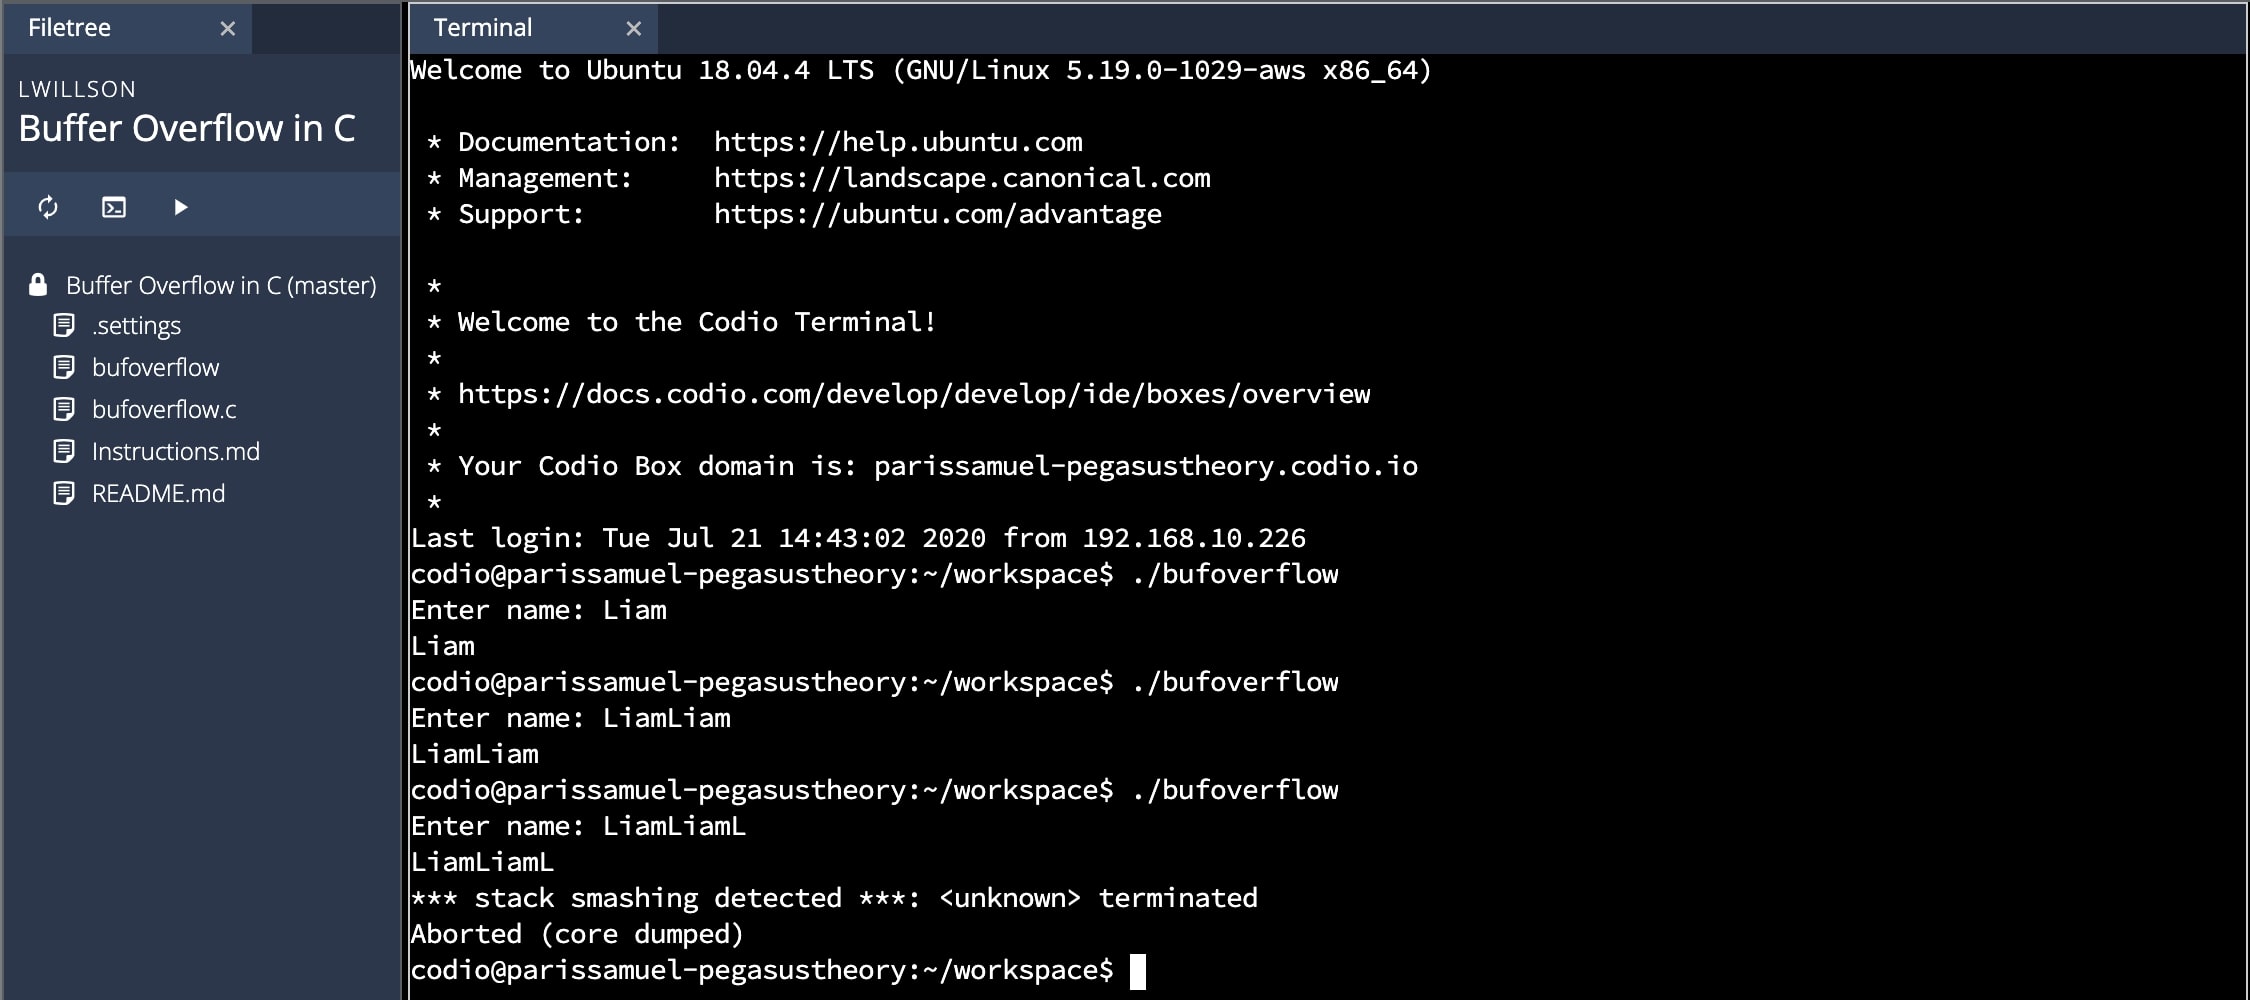 Filetree
LWILLSON
Buffer Overflow in C
Buffer Overflow in C (master)
.settings
bufoverflow
bufoverflow.c
Instructions.md
README.md
Terminal
Welcome to Ubuntu 18.04.4 LTS (GNU/Linux 5.19.0-1029-aws x86_64)
* Documentation:  https://help.ubuntu.com
* Management:     https://landscape.canonical.com
* Support:        https://ubuntu.com/advantage
*
* Welcome to the Codio Terminal!
*
* https://docs.codio.com/develop/develop/ide/boxes/overview
*
* Your Codio Box domain is: parissamuel-pegasustheory.codio.io
*
Last login: Tue Jul 21 14:43:02 2020 from 192.168.10.226
codio@parissamuel-pegasustheory:~/workspace$ ./bufoverflow
Enter name: Liam
Liam
codio@parissamuel-pegasustheory:~/workspace$ ./bufoverflow
Enter name: LiamLiam
LiamLiam
codio@parissamuel-pegasustheory:~/workspace$ ./bufoverflow
Enter name: LiamLiamL
LiamLiamL
*** stack smashing detected ***: <unknown> terminated
Aborted (core dumped)
codio@parissamuel-pegasustheory:~/workspace$